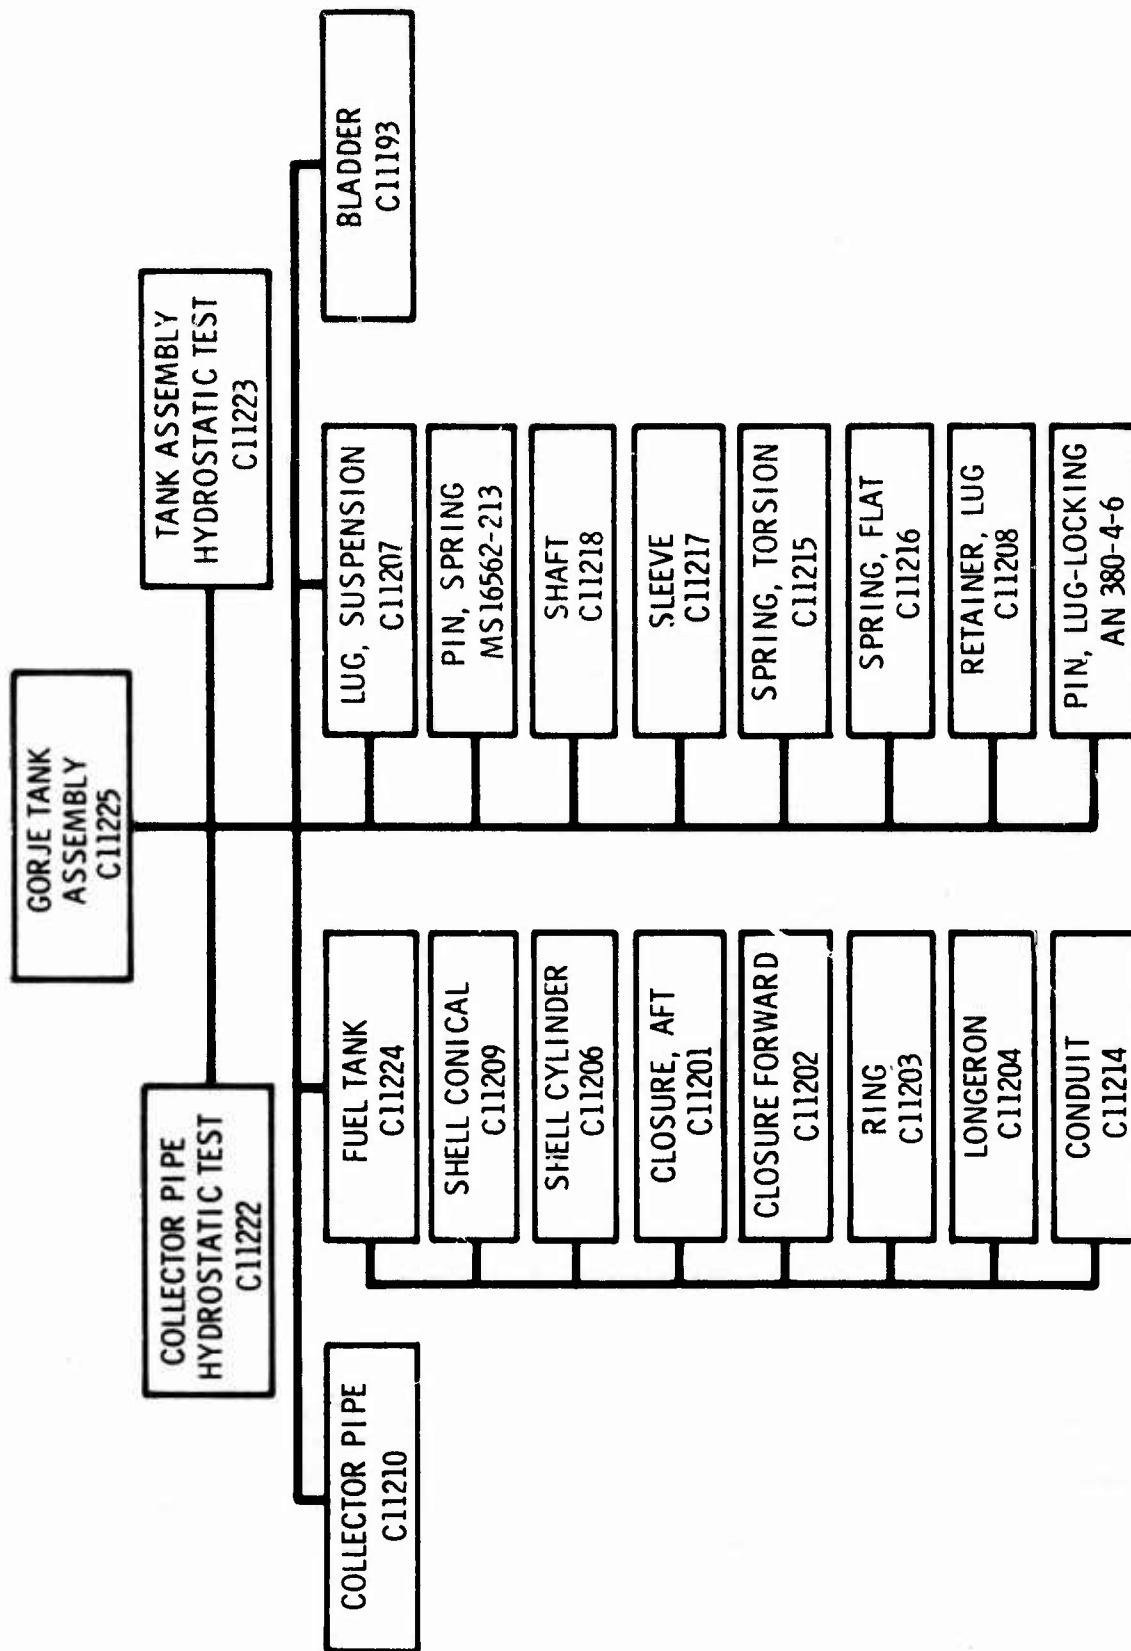 GORJE TANK
ASSEMBLY
C11225
COLLECTOR PIPE
HYDROSTATIC TEST
C11222
TANK ASSEMBLY
HYDROSTATIC TEST
C11223
COLLECTOR PIPE
C11210
FUEL TANK
C11224
SHELL CONICAL
C11209
SHELL CYLINDER
C11206
CLOSURE, AFT
C11201
CLOSURE FORWARD
C11202
RING
C11203
LONGERON
C11204
CONDUIT
C11214
LUG, SUSPENSION
C11207
PIN, SPRING
MS16562-213
SHAFT
C11218
SLEEVE
C11217
SPRING, TORSION
C11215
SPRING, FLAT
C11216
RETAINER, LUG
C11208
PIN, LUG-LOCKING
AN 380-4-6
BLADDER
C11193